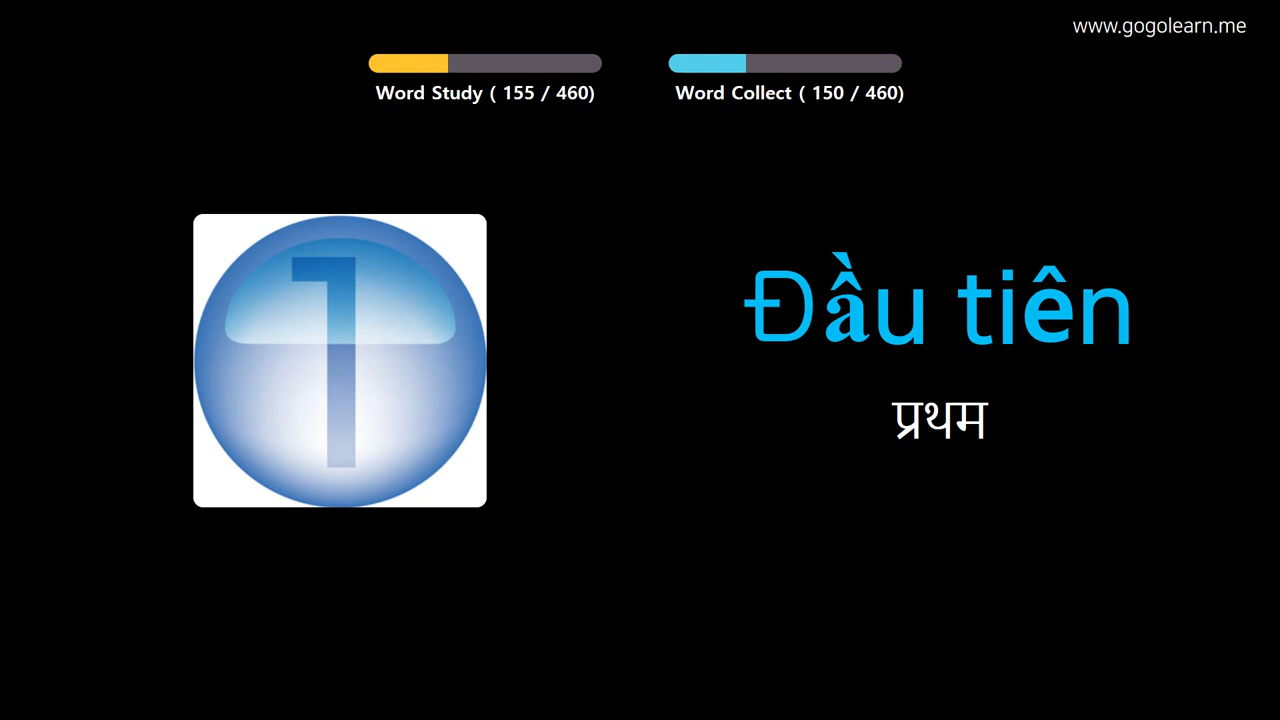 www.gogolearn.me
Word Study ( 155 / 460)
Word Collect ( 150 / 460)
1
Đầu tiên
प्रथम